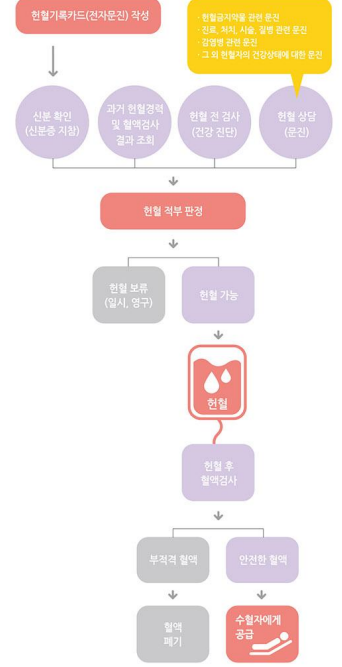 헌혈기록카드(전자문진) 작성
· 헌혈금지약물 관련 문진
· 진료, 처치, 시술, 질병 관련 문진
· 감염병 관련 문진
· 그 외 헌혈자의 건강상태에 대한 문진
신분 확인
(신분증 지참)
과거 헌혈경력
및 혈액검사
결과 조회
헌혈 전 검사
(건강 진단)
헌혈 상담
(문진)
헌혈 적부 판정
헌혈 보류
(일시, 영구)
헌혈 가능
헌혈
헌혈 후
혈액검사
부적격 혈액
안전한 혈액
혈액
폐기
수혈자에게
공급